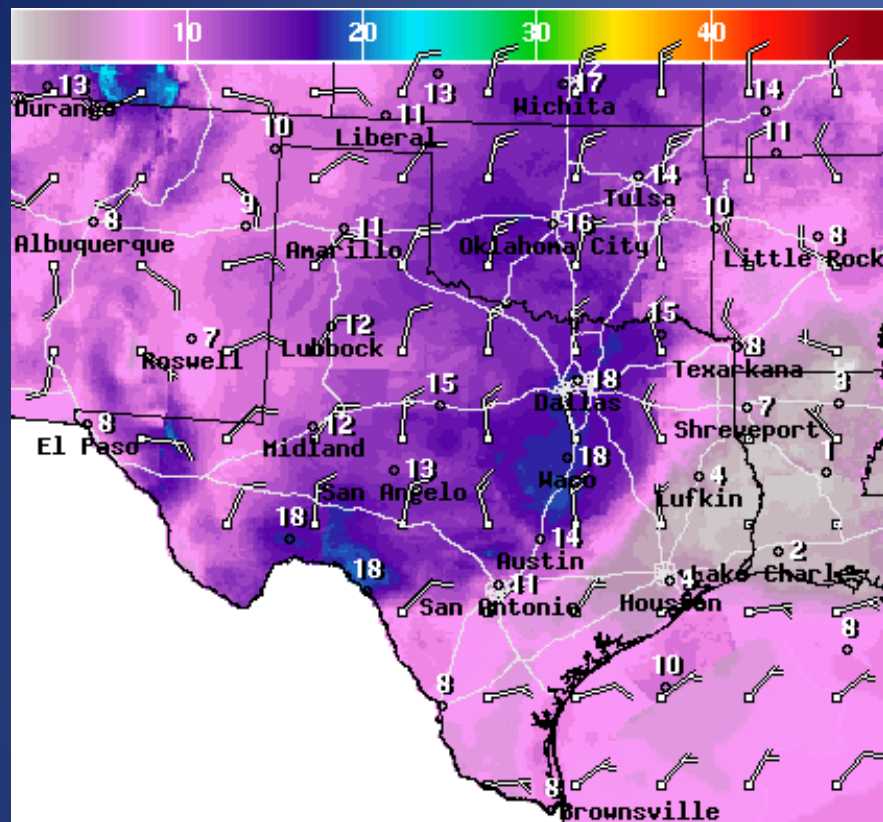 10 20 30 40
13 13 17 14
Durango Wichita
11
Liberal
10 11
14
Tulsa
9 8 11 16 10 8
Albuquerque Amarillo Oklahoma City Little Rock
7 12 15 8
Roswell Lubbock Texarkana
18
Dallas
8 12 15 7 3
El Paso Midland Shreveport
13 18 4 1
San Angelo Waco Lufkin
18 14 2
Austin Lake Charles
18 11 4
San Antonio Houston
8
8 10
8
Brownsville